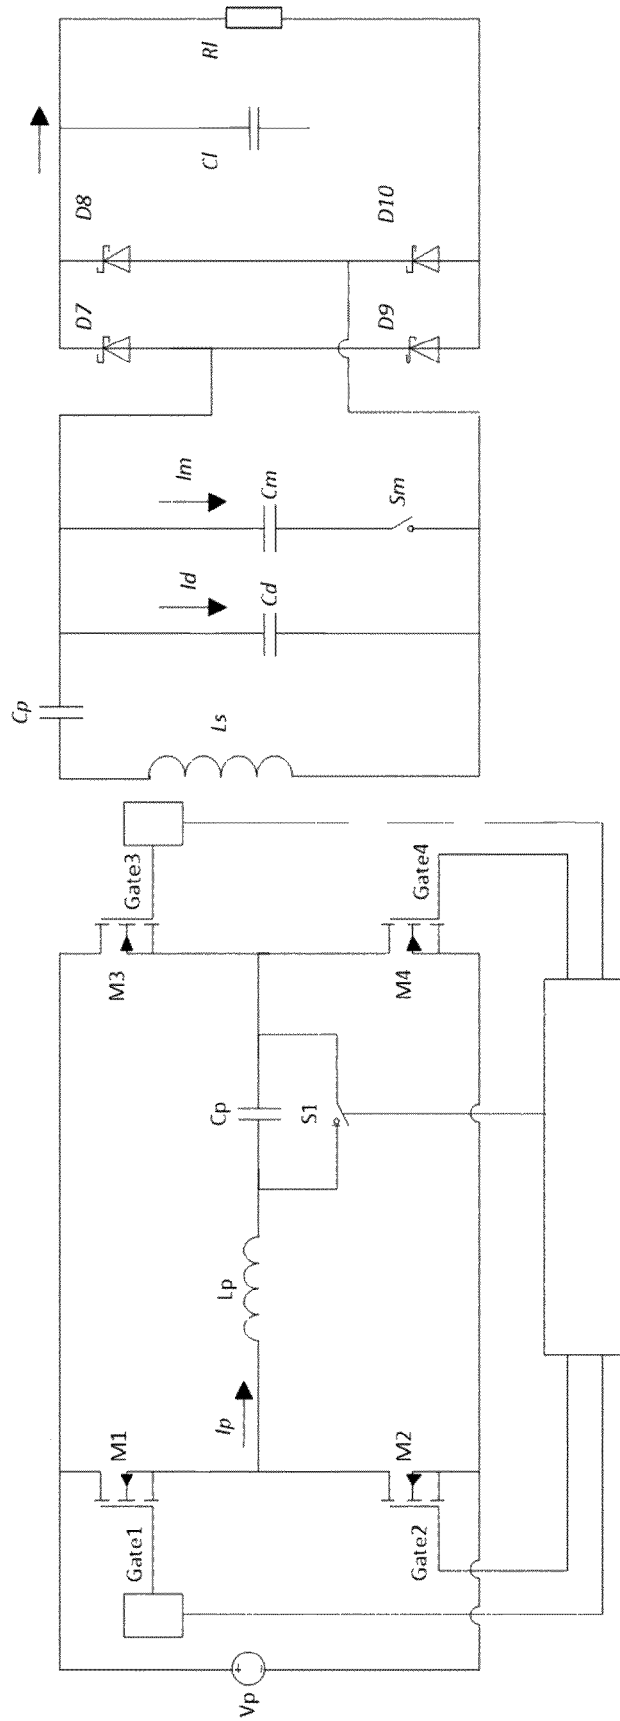 Vp
+
-
Gate1
M1
Gate2
M2
Ip
Lp
Cp
S1
M3
Gate3
M4
Gate4
Ls
Cp
Id
Cd
Im
Cm
Sm
D7
D8
D9
D10
Cl
Rl